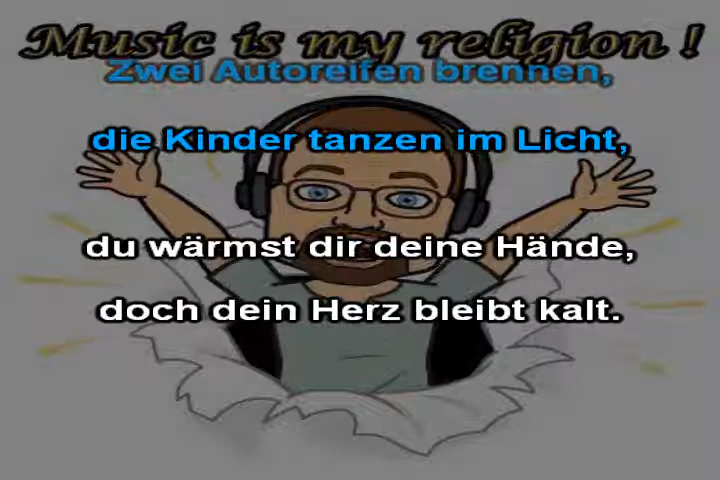 Music is my religion !
Zwei Autoreifen brennen,
die Kinder tanzen im Licht,
du wärmst dir deine Hände,
doch dein Herz bleibt kalt.